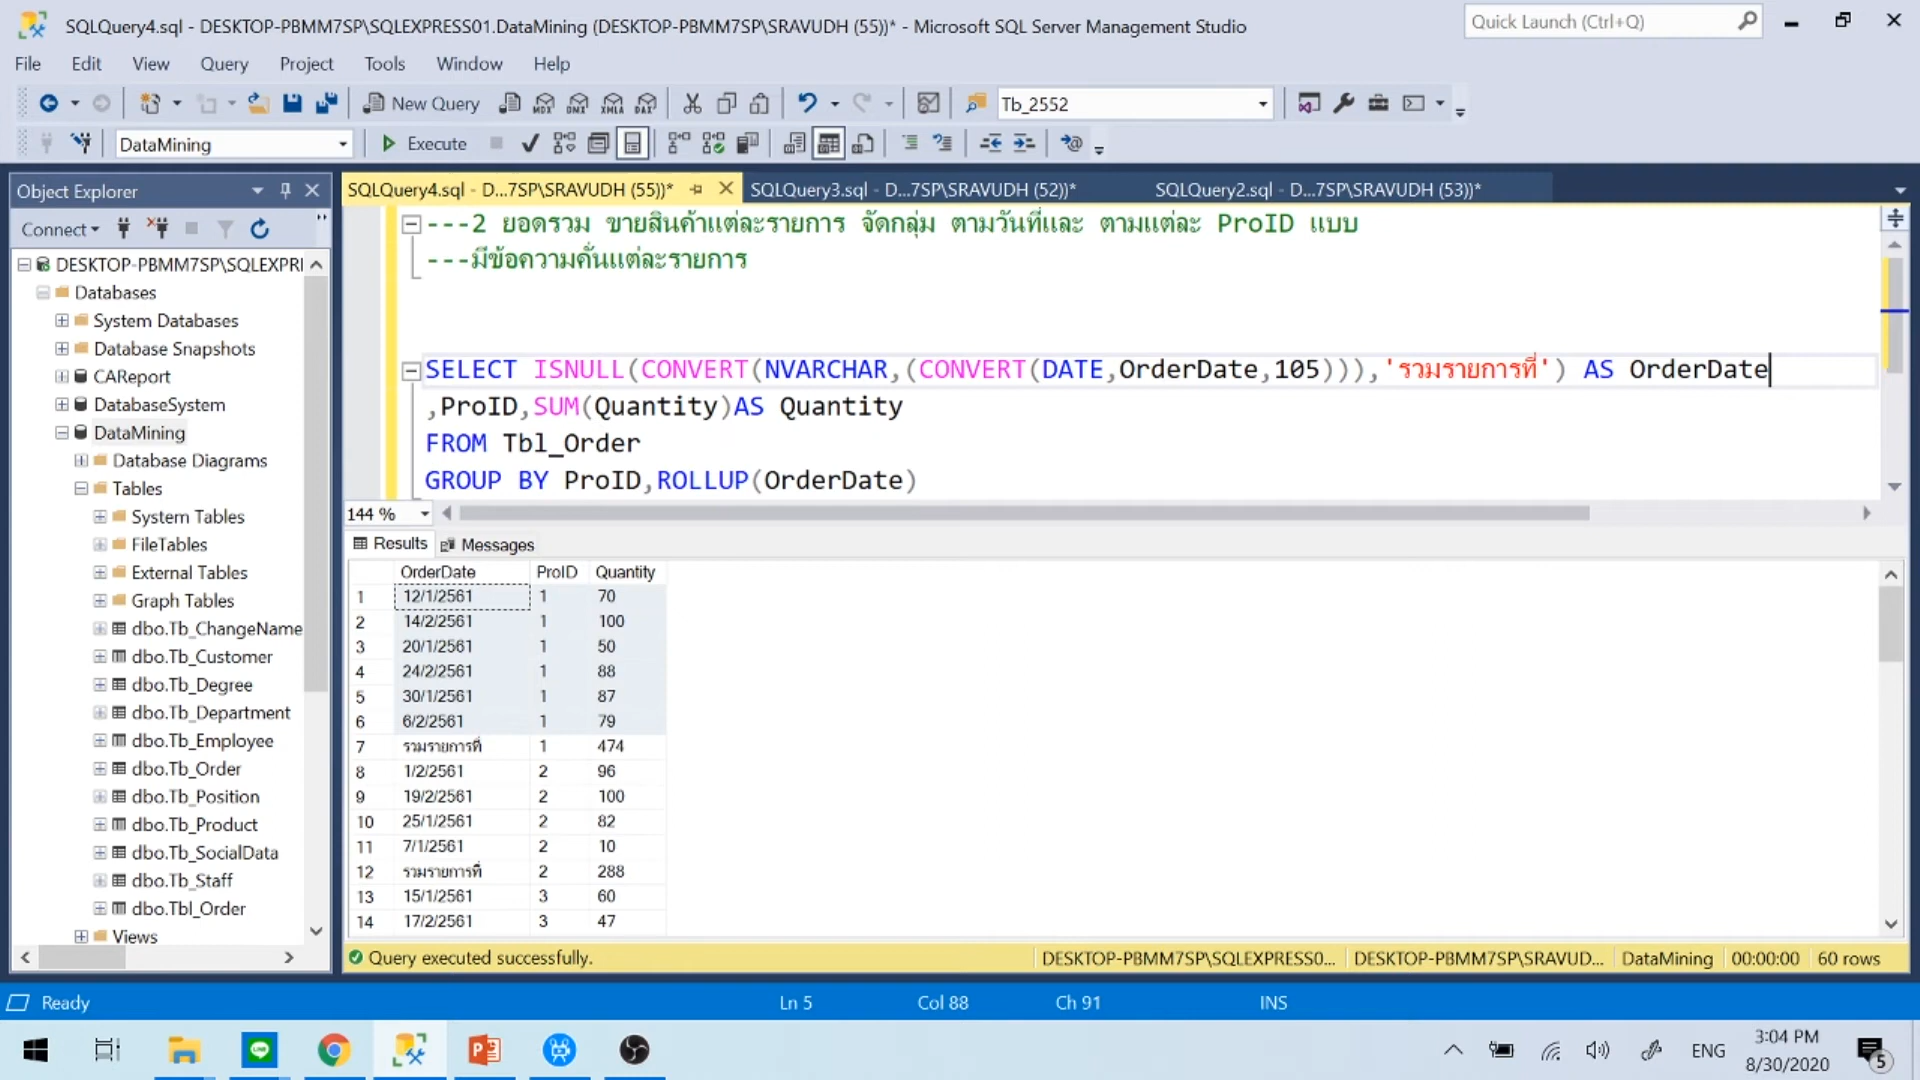 SQLQuery4.sql - DESKTOP-PBMM7SP\SQLEXPRESS01.DataMining (DESKTOP-PBMM7SP\SRAVUDH (55))* - Microsoft SQL Server Management Studio
Quick Launch (Ctrl+Q)
File Edit View Query Project Tools Window Help
New Query
MDX DMX XMLA DAX
Tb_2552
DataMining
Execute
Object Explorer
SQLQuery4.sql - D...7SP\SRAVUDH (55))*
SQLQuery3.sql - D...7SP\SRAVUDH (52))*
SQLQuery2.sql - D...7SP\SRAVUDH (53))*
Connect
DESKTOP-PBMM7SP\SQLEXPRI
Databases
System Databases
Database Snapshots
CAReport
DatabaseSystem
DataMining
Database Diagrams
Tables
System Tables
FileTables
External Tables
Graph Tables
dbo.Tb_ChangeName
dbo.Tb_Customer
dbo.Tb_Degree
dbo.Tb_Department
dbo.Tb_Employee
dbo.Tb_Order
dbo.Tb_Position
dbo.Tb_Product
dbo.Tb_SocialData
dbo.Tb_Staff
dbo.Tbl_Order
Views
---2 ยอดรวม ขายสินค้าแต่ละรายการ จัดกลุ่ม ตามวันที่และ ตามแต่ละ ProID แบบ
---มีข้อความคั่นแต่ละรายการ
SELECT ISNULL(CONVERT(NVARCHAR,(CONVERT(DATE,OrderDate,105))),'รวมรายการที่') AS OrderDate
,ProID,SUM(Quantity)AS Quantity
FROM Tbl_Order
GROUP BY ProID,ROLLUP(OrderDate)
144 %
Results Messages
OrderDate ProID Quantity
1 12/1/2561 1 70
2 14/2/2561 1 100
3 20/1/2561 1 50
4 24/2/2561 1 88
5 30/1/2561 1 87
6 6/2/2561 1 79
7 รวมรายการที่ 1 474
8 1/2/2561 2 96
9 19/2/2561 2 100
10 25/1/2561 2 82
11 7/1/2561 2 10
12 รวมรายการที่ 2 288
13 15/1/2561 3 60
14 17/2/2561 3 47
Query executed successfully.
DESKTOP-PBMM7SP\SQLEXPRESS0... DESKTOP-PBMM7SP\SRAVUD... DataMining 00:00:00 60 rows
Ready Ln 5 Col 88 Ch 91 INS
ENG
3:04 PM
8/30/2020
5